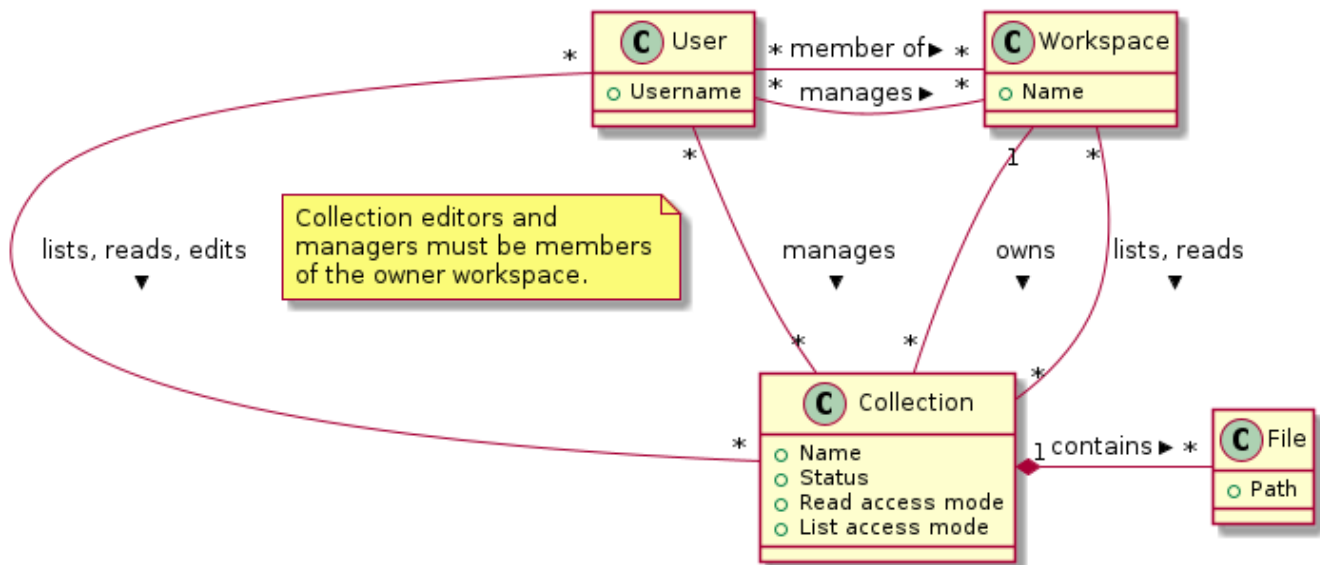 C User
* member of ▶ *
C Workspace
*
+ Username
* manages ▶ *
+ Name
* 1 *
Collection editors and
managers must be members
of the owner workspace.
lists, reads, edits
▼
manages
▼
owns
▼
lists, reads
▼
* * *
C Collection
Name
Status
Read access mode
List access mode
*
1 contains ▶ *
C File
Path